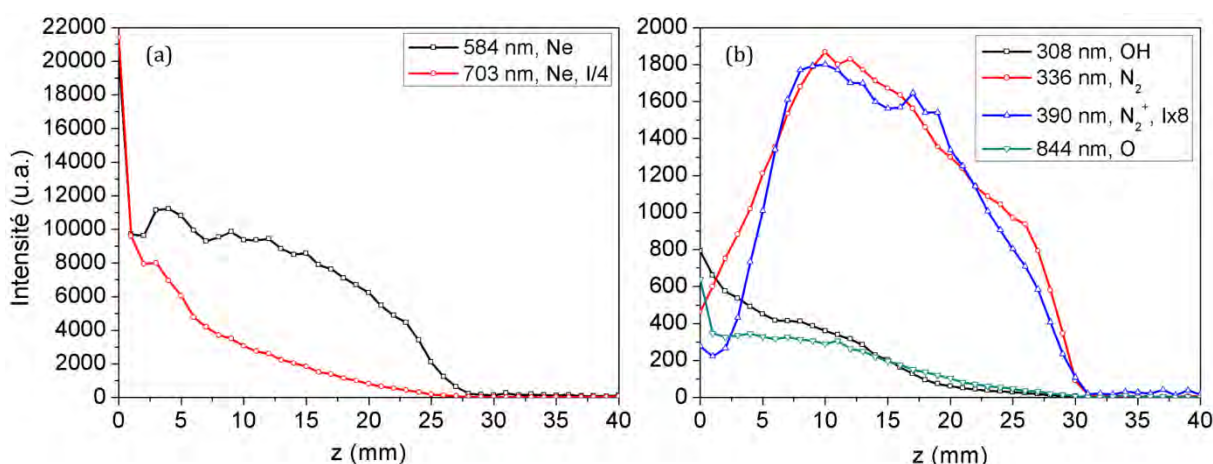 (a)
584 nm, Ne
703 nm, Ne, I/4
Intensité (u.a.)
22000
20000
18000
16000
14000
12000
10000
8000
6000
4000
2000
0
0 5 10 15 20 25 30 35 40
z (mm)
(b)
308 nm, OH
336 nm, N₂
390 nm, N₂⁺, Ix8
844 nm, O
2000
1800
1600
1400
1200
1000
800
600
400
200
0
0 5 10 15 20 25 30 35 40
z (mm)